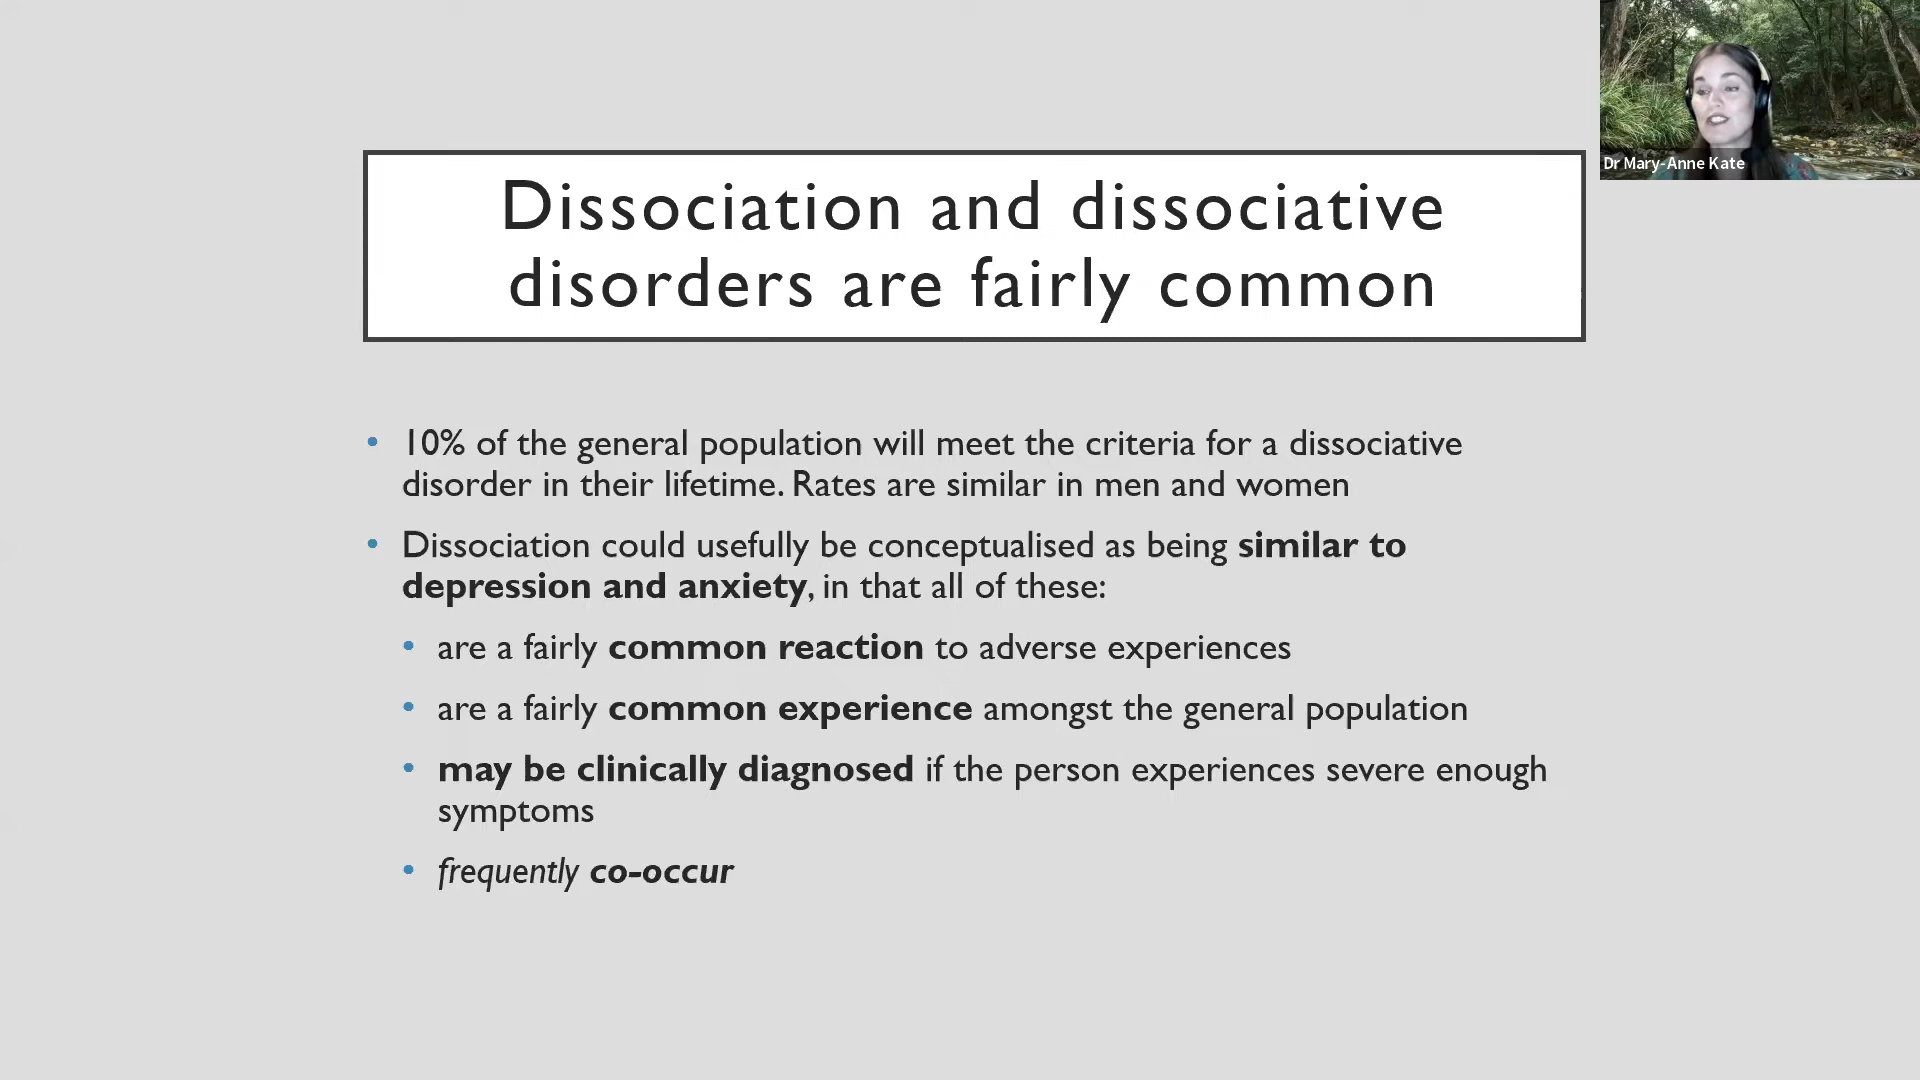 Dr Mary-Anne Kate
Dissociation and dissociative
disorders are fairly common
• 10% of the general population will meet the criteria for a dissociative
disorder in their lifetime. Rates are similar in men and women
• Dissociation could usefully be conceptualised as being similar to
depression and anxiety, in that all of these:
• are a fairly common reaction to adverse experiences
• are a fairly common experience amongst the general population
• may be clinically diagnosed if the person experiences severe enough
symptoms
• frequently co-occur